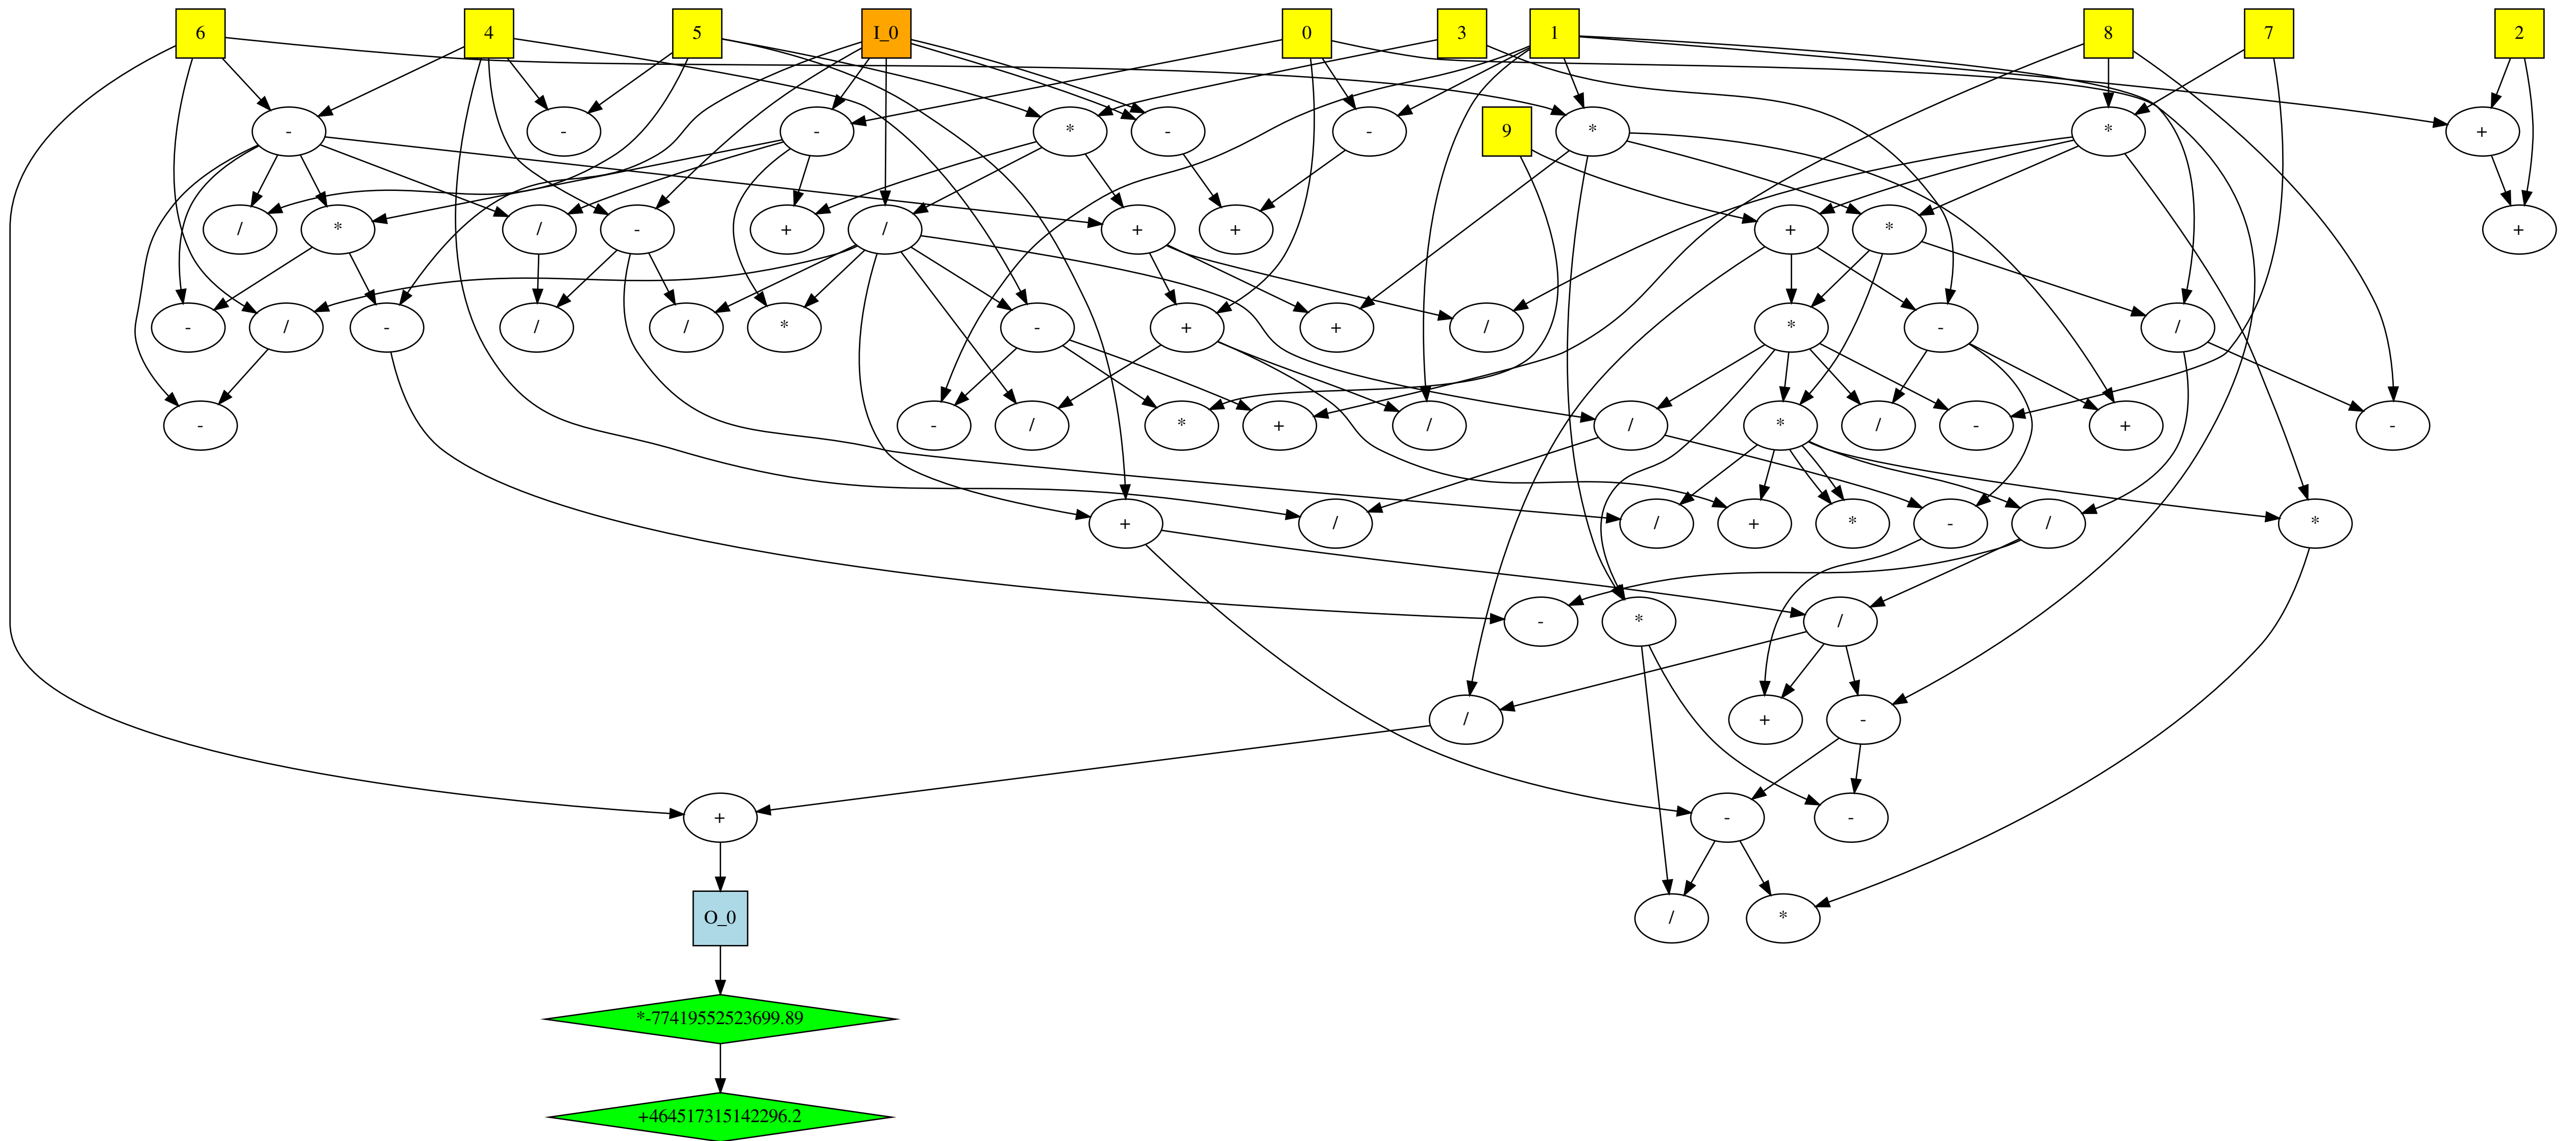 6 4 5 I_0 0 3 1 8 7 2
- - - * - - 9 * * +
/ * / - + / + + + * +
- / - / / * - + + / * - /
- - / * + / / * / - + -
+ / / + * - / *
- * /
/ + -
+ - -
O_0 / *
*-77419552523699.89
+464517315142296.2